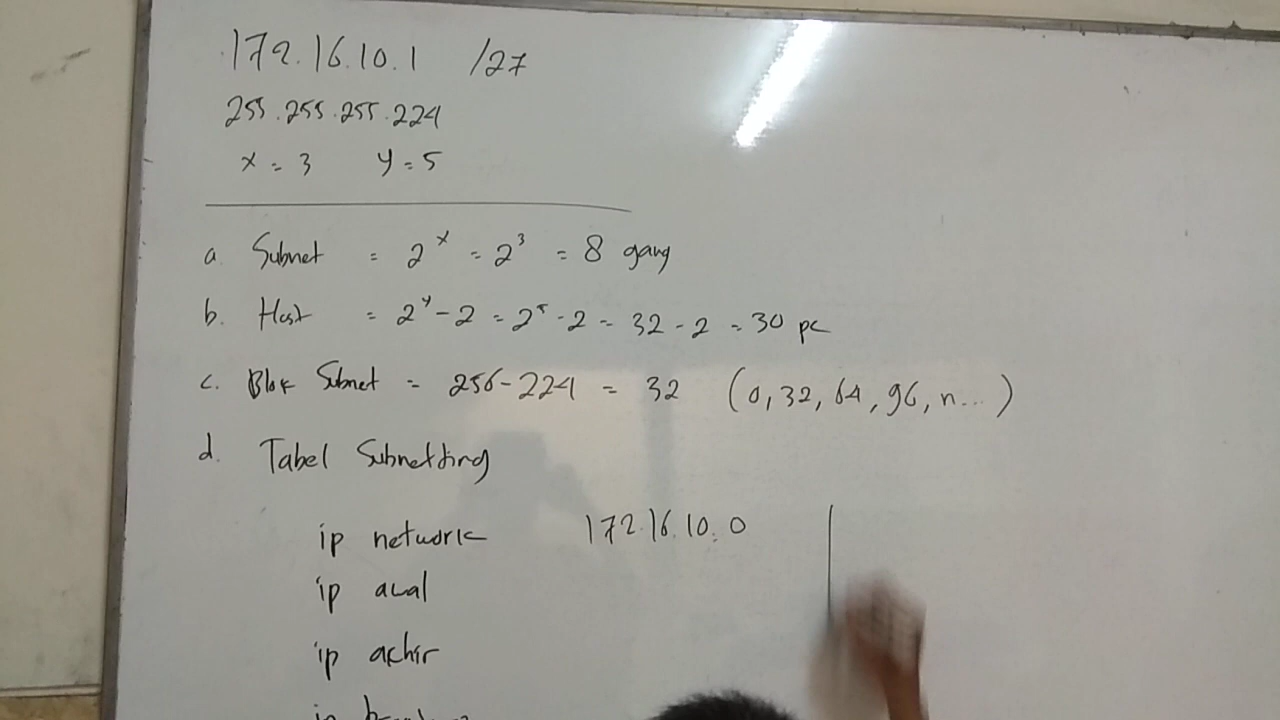 172.16.10.1 /27
255.255.255.224
x = 3 y = 5
a. Subnet = 2^x = 2^3 = 8 gang
b. Host = 2^y - 2 = 2^5 - 2 = 32 - 2 = 30 pc
c. Blok Subnet = 256 - 224 = 32 (0, 32, 64, 96, n...)
d. Tabel Subnetting
ip network 172.16.10.0
ip awal
ip achir
ip